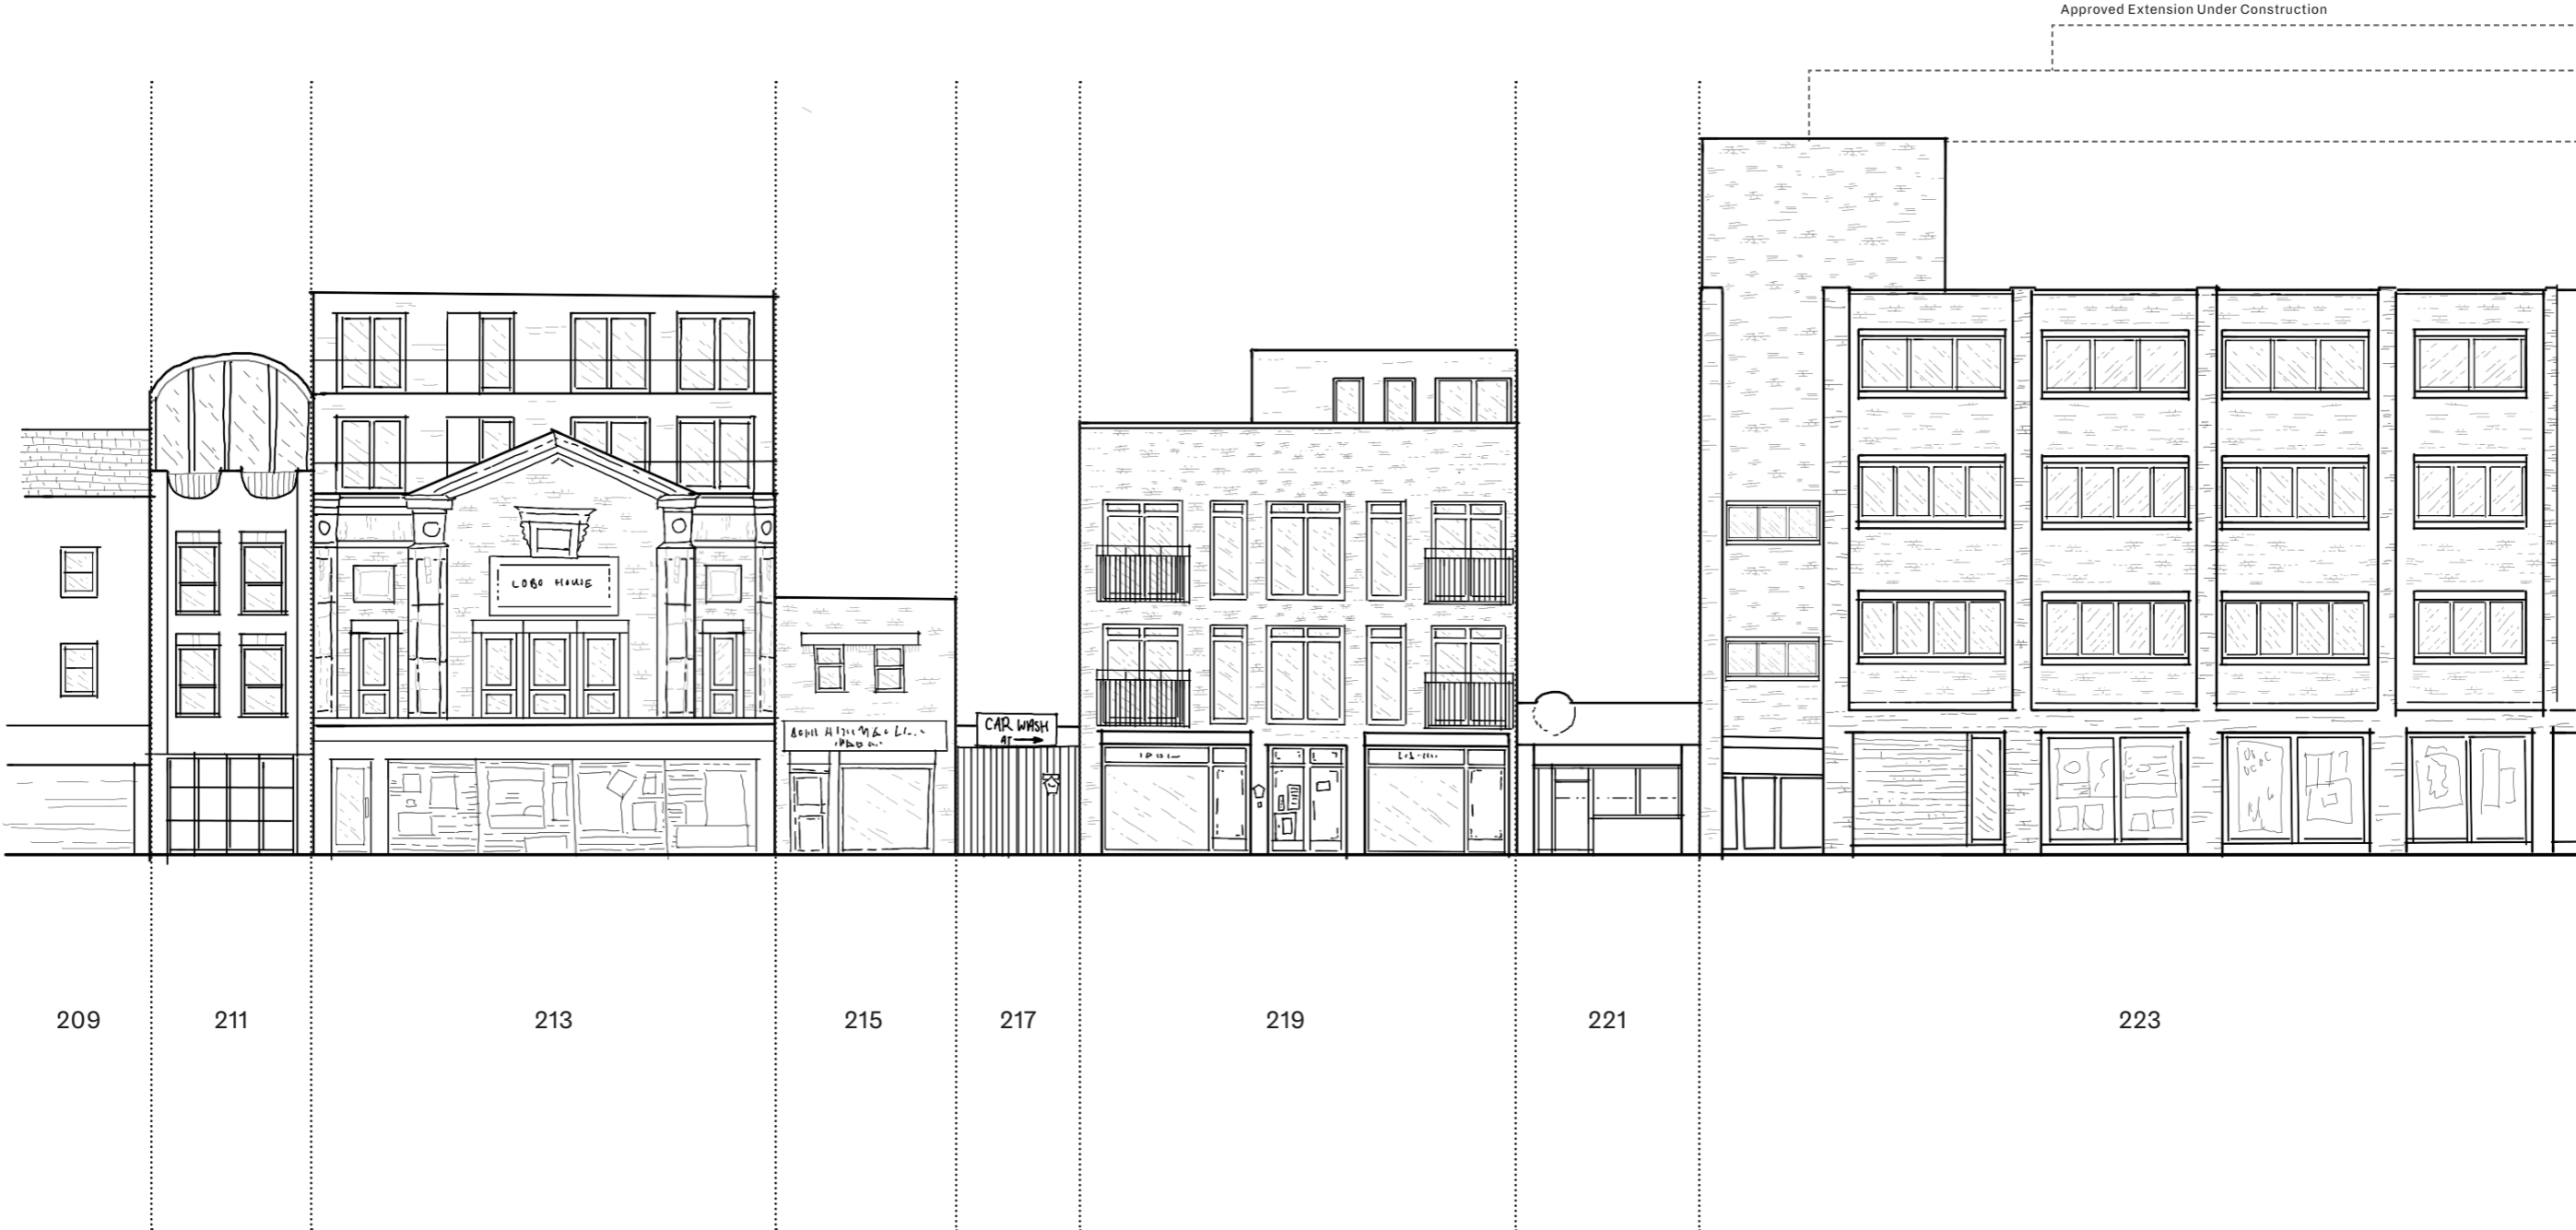 Approved Extension Under Construction
LOBO HOUSE
CAR WASH
AT
209 211 213 215 217 219 221 223